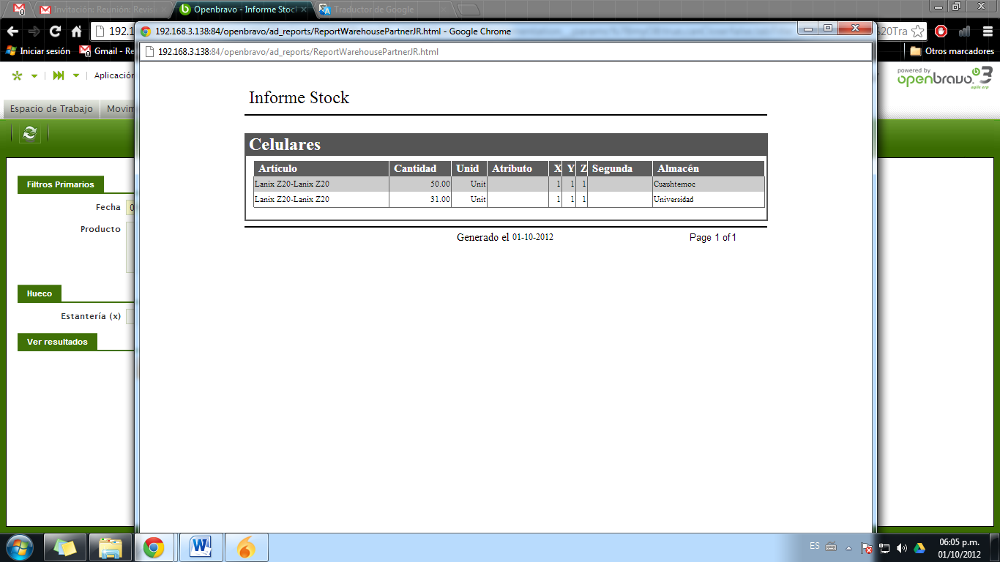 0
Invitación: Reunión: Revis
Openbravo - Informe Stoc
Traductor de Google
192.1
20Tra
Iniciar sesión
Gmail - Re
Otros marcadores
192.168.3.138:84/openbravo/ad_reports/ReportWarehousePartnerJR.html - Google Chrome
192.168.3.138:84/openbravo/ad_reports/ReportWarehousePartnerJR.html
Aplicación
powered by
openbravo 3
agile erp
Espacio de Trabajo
Movim
Informe Stock
Celulares
Artículo Cantidad Unid Atributo X Y Z Segunda Almacén
Lanix Z20-Lanix Z20 50.00 Unit 1 1 1 Cuauhtemoc
Lanix Z20-Lanix Z20 31.00 Unit 1 1 1 Universidad
Generado el 01-10-2012 Page 1 of 1
Filtros Primarios
Fecha 0
Producto
Hueco
Estantería (x)
Ver resultados
ES
06:05 p.m.
01/10/2012